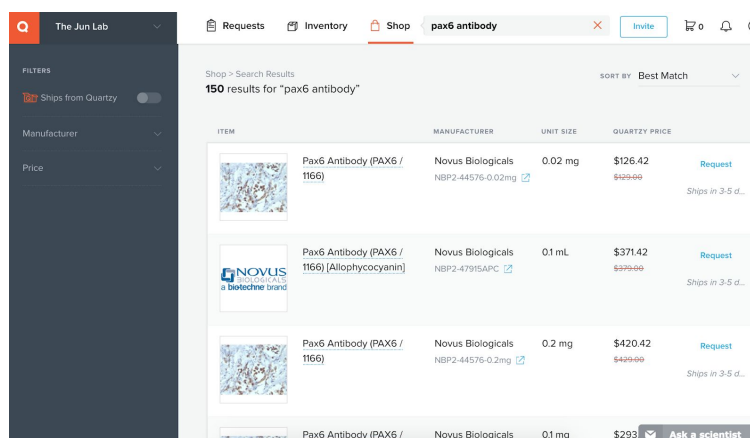 Q The Jun Lab
Requests Inventory Shop pax6 antibody Invite 0
FILTERS
Ships from Quartzy
Manufacturer
Price
Shop > Search Results
150 results for “pax6 antibody”
SORT BY Best Match
ITEM MANUFACTURER UNIT SIZE QUARTZY PRICE
Pax6 Antibody (PAX6 / Novus Biologicals 0.02 mg $126.42 Request
1166) NBP2-44576-0.02mg $129.00
Ships in 3-5 d...
Pax6 Antibody (PAX6 / Novus Biologicals 0.1 mL $371.42 Request
1166) [Allophycocyanin] NBP2-47915APC $379.00
NOVUS
BIOLOGICALS
a biotechne brand
Ships in 3-5 d...
Pax6 Antibody (PAX6 / Novus Biologicals 0.2 mg $420.42 Request
1166) NBP2-44576-0.2mg $429.00
Ships in 3-5 d...
Pax6 Antibody (PAX6 / Novus Biologicals 0.1 mg $293 Ask a scientist